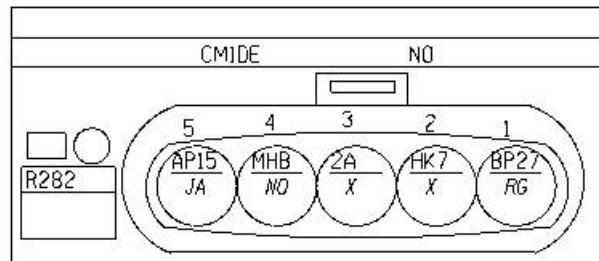 CM1DE NO
5 4 3 2 1
AP15 MHB 2A HK7 BP27
JA NO X X RG
R282